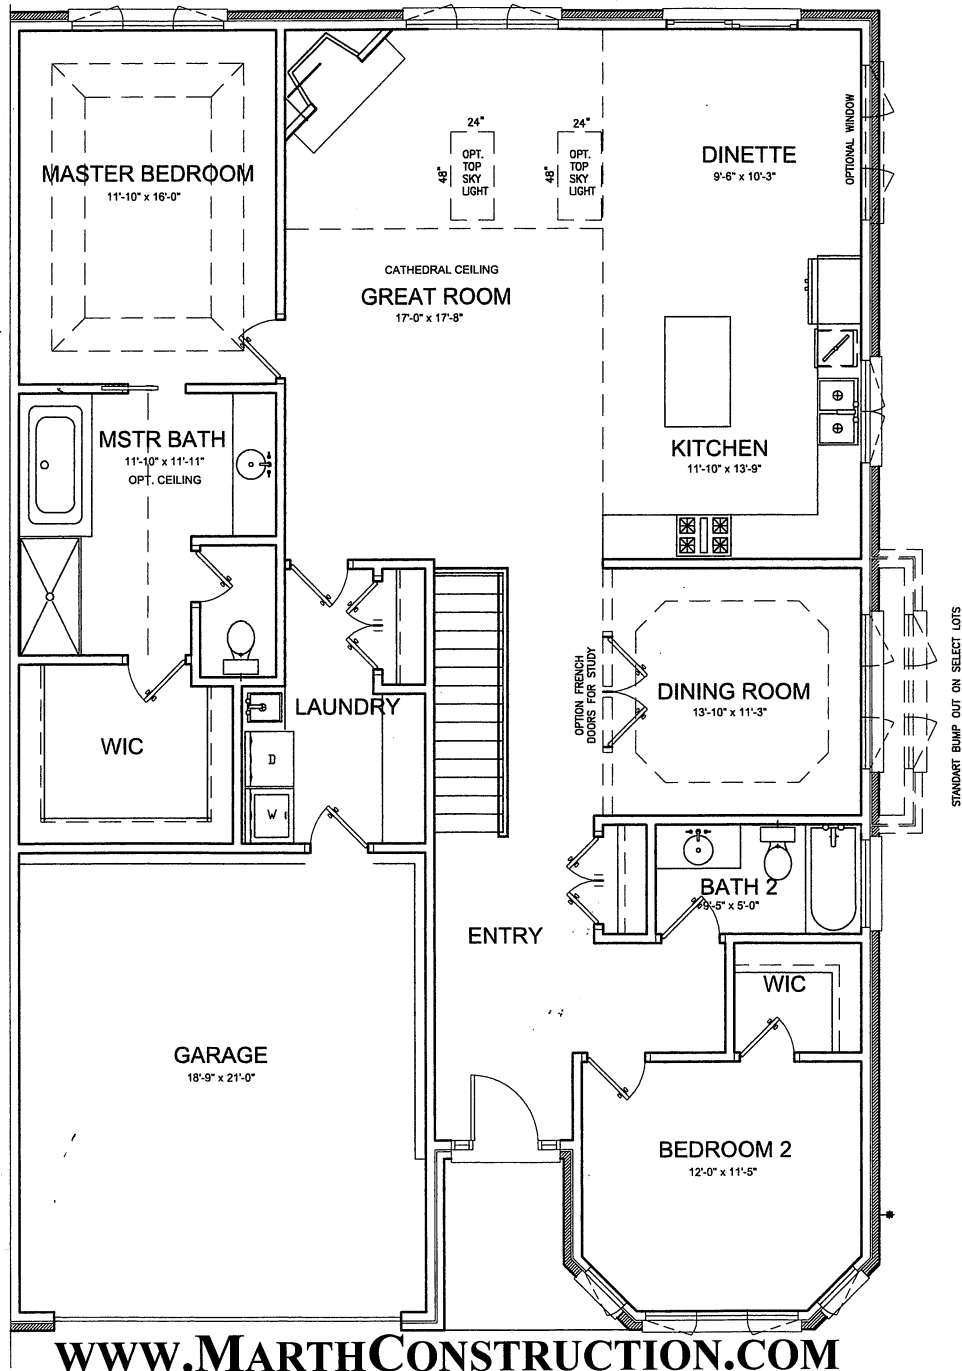 24"
24"
48"
OPT.
TOP
SKY
LIGHT
48"
OPT.
TOP
SKY
LIGHT
DINETTE
9'-6" x 10'-3"
OPTIONAL WINDOW
MASTER BEDROOM
11'-10" x 16'-0"
CATHEDRAL CEILING
GREAT ROOM
17'-0" x 17'-8"
MSTR BATH
11'-10" x 11'-11"
OPT. CEILING
KITCHEN
11'-10" x 13'-9"
OPTION FRENCH
DOORS FOR STUDY
DINING ROOM
13'-10" x 11'-3"
STANDART BUMP OUT ON SELECT LOTS
LAUNDRY
WIC
D
W
BATH 2
9'-5" x 5'-0"
ENTRY
WIC
GARAGE
18'-9" x 21'-0"
BEDROOM 2
12'-0" x 11'-5"
WWW.MARTHCONSTRUCTION.COM